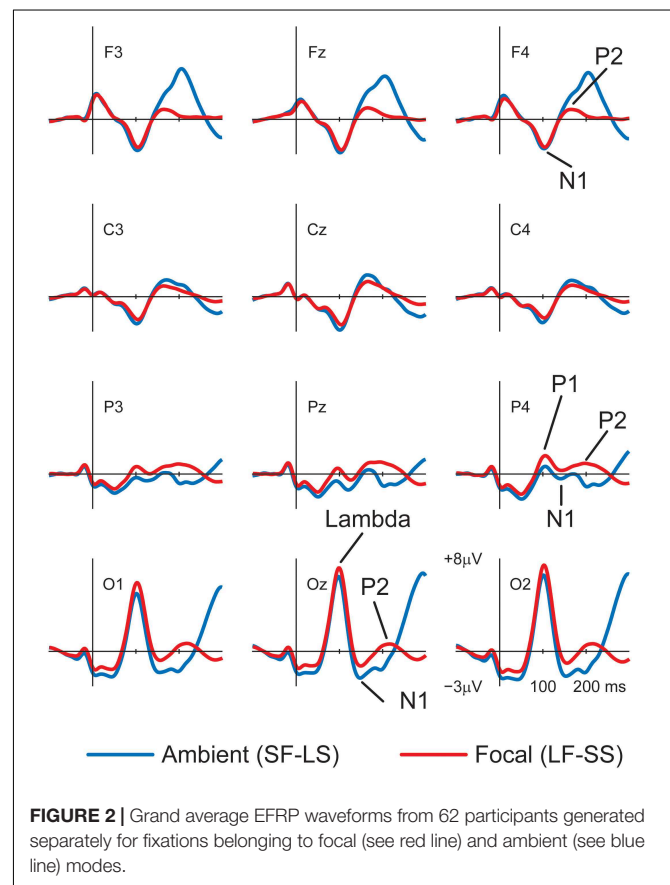 F3
Fz
F4
P2
N1
C3
Cz
C4
P3
Pz
P4
P1
P2
N1
Lambda
O1
Oz
P2
N1
+8µV
O2
−3µV
100
200 ms
Ambient (SF-LS)
Focal (LF-SS)
FIGURE 2 | Grand average EFRP waveforms from 62 participants generated
separately for fixations belonging to focal (see red line) and ambient (see blue
line) modes.